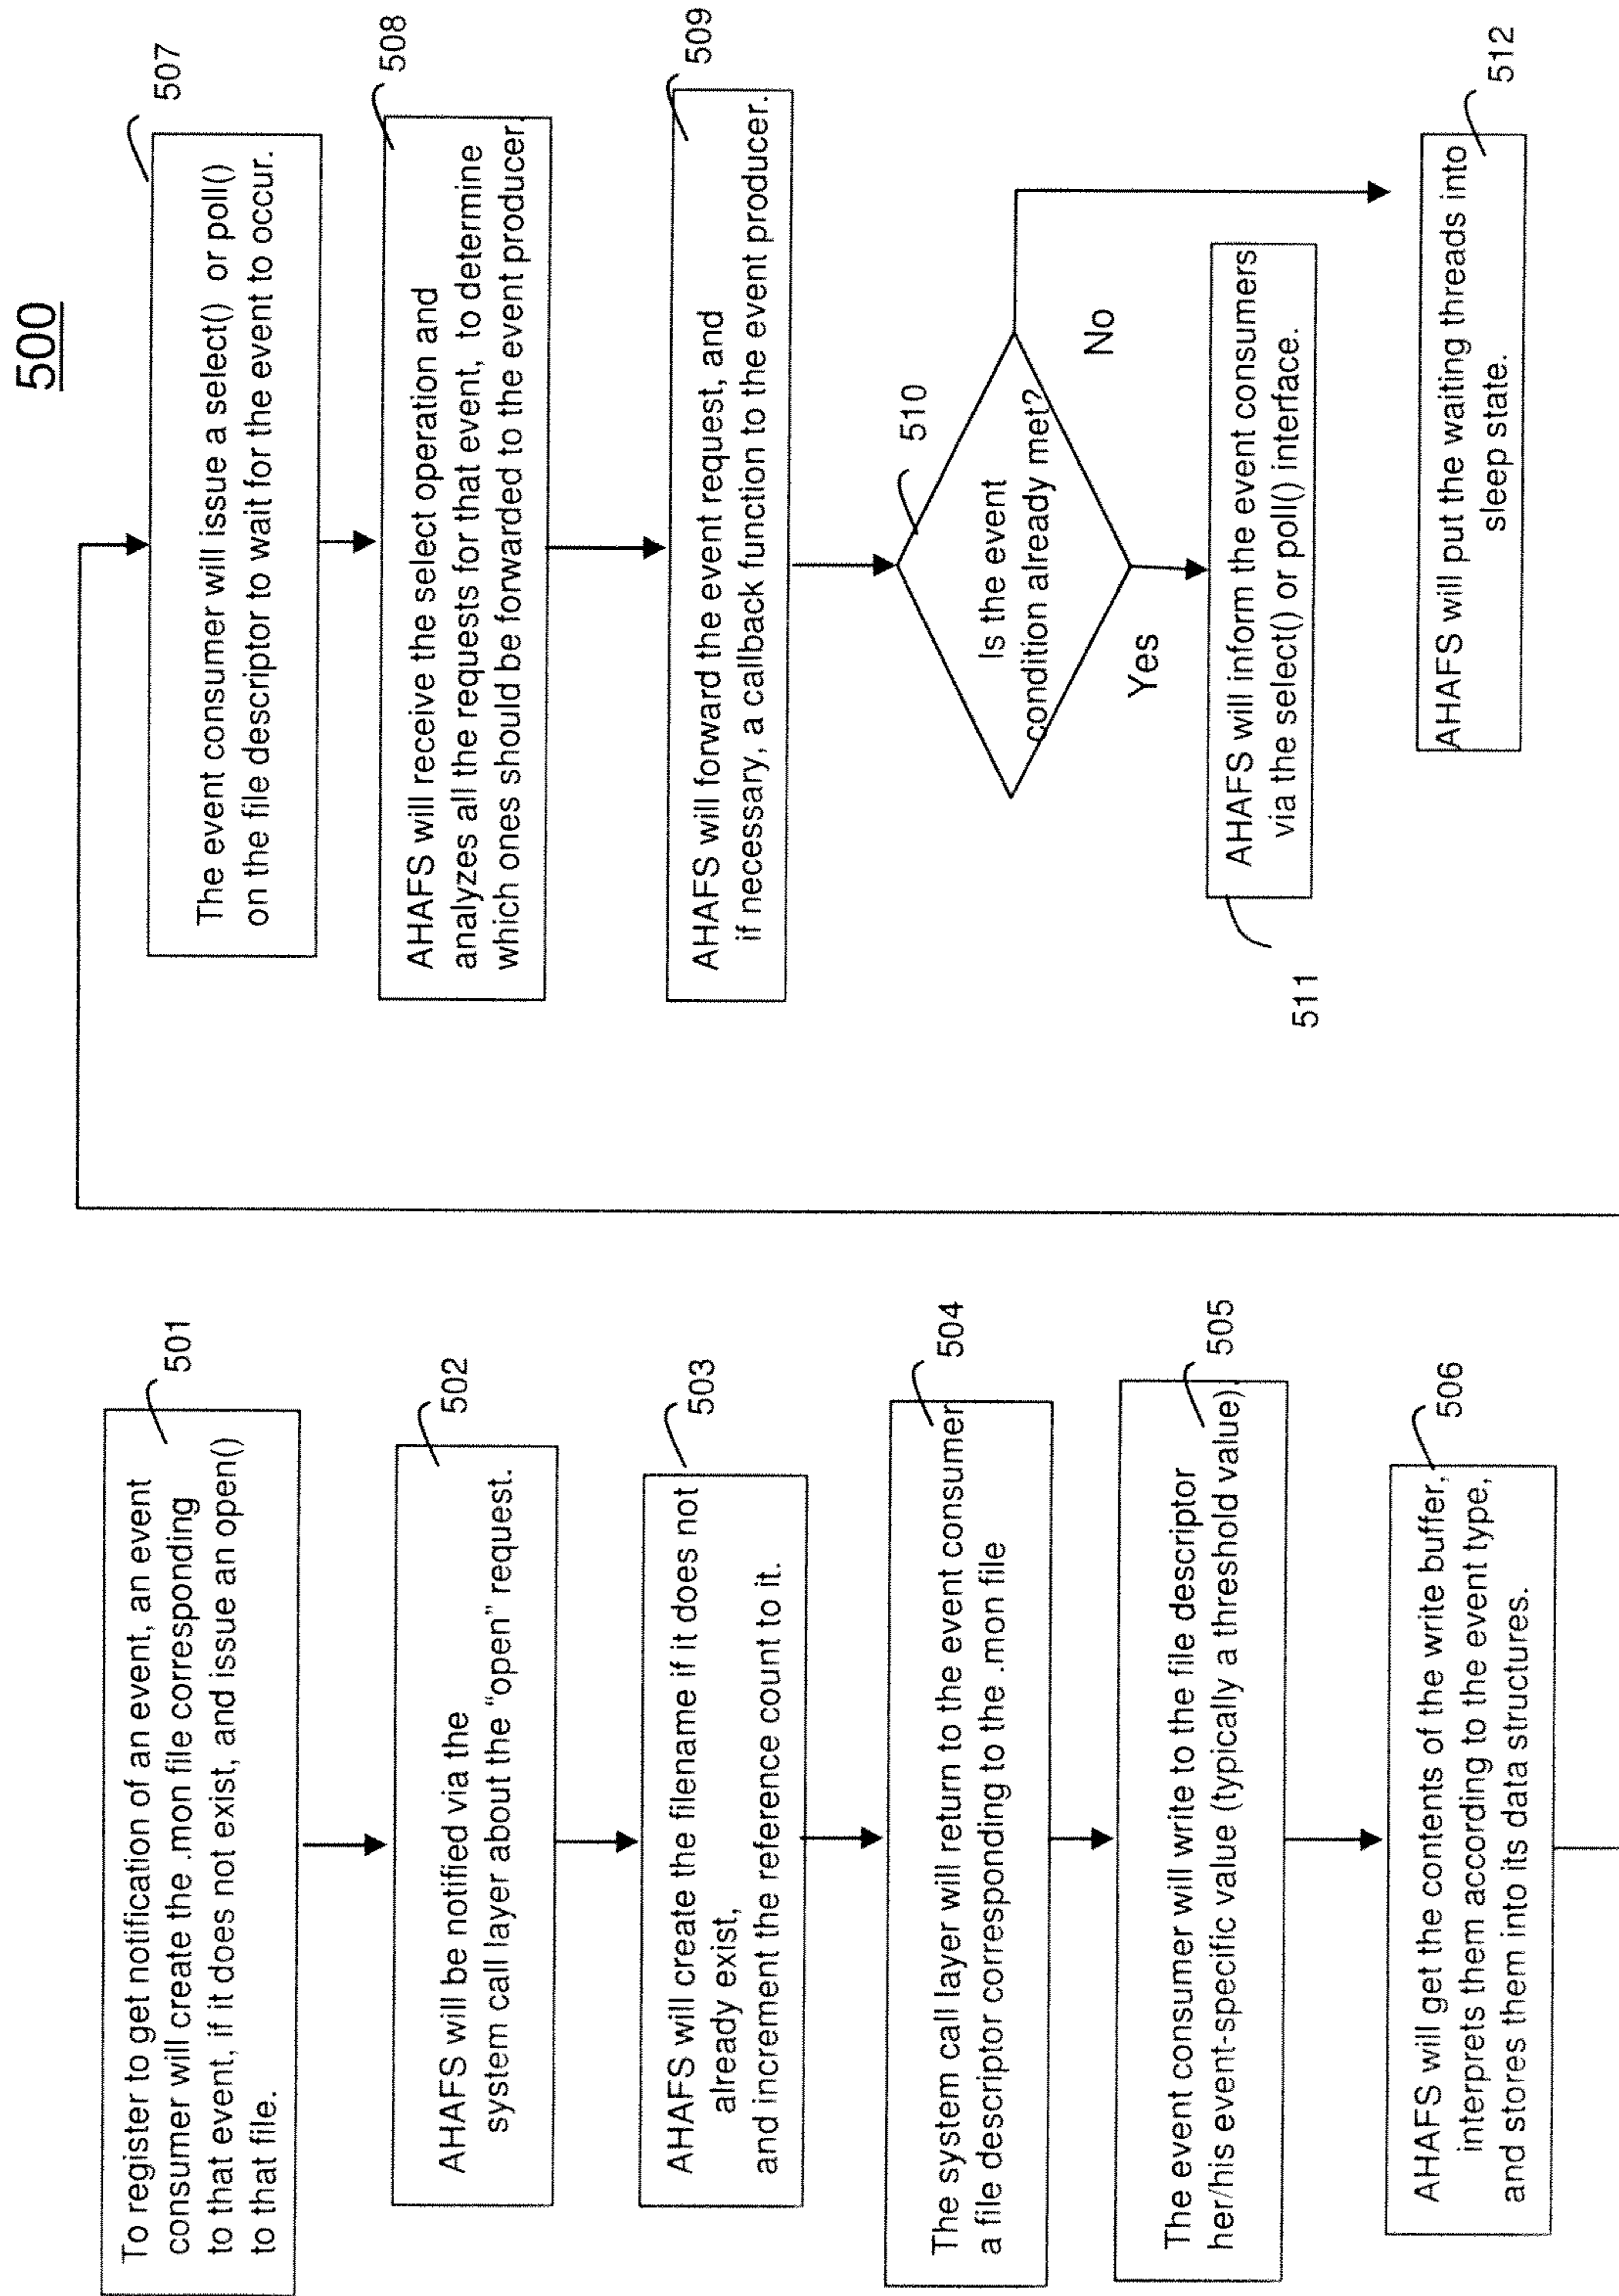 500
501
To register to get notification of an event, an event
consumer will create the .mon file corresponding
to that event, if it does not exist, and issue an open()
to that file.
502
AHAFS will be notified via the
system call layer about the "open" request.
503
AHAFS will create the filename if it does not
already exist,
and increment the reference count to it.
504
The system call layer will return to the event consumer
a file descriptor corresponding to the .mon file
505
The event consumer will write to the file descripter
her/his event-specific value (typically a threshold value).
506
AHAFS will get the contents of the write buffer,
interprets them according to the event type,
and stores them into its data structures.
507
The event consumer will issue a select() or poll()
on the file descriptor to wait for the event to occur.
508
AHAFS will receive the select operation and
analyzes all the requests for that event, to determine
which ones should be forwarded to the event producer.
509
AHAFS will forward the event request, and
if necessary, a callback function to the event producer.
510
Is the event
condition already met?
Yes
No
511
AHAFS will inform the event consumers
via the select() or poll() interface.
512
AHAFS will put the waiting threads into
sleep state.